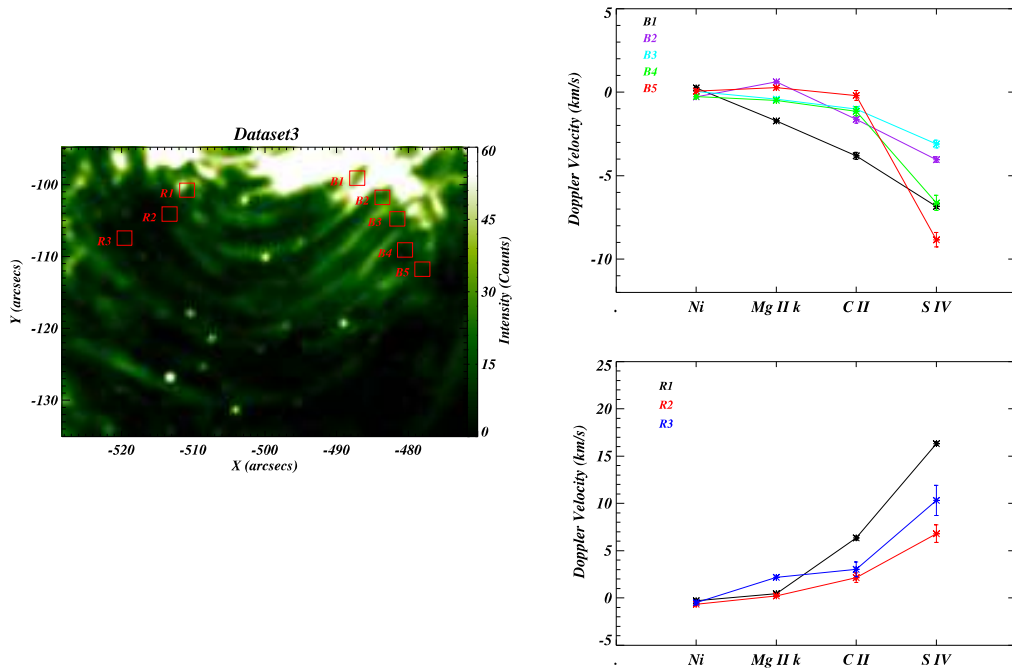 Dataset3
Y (arcsecs)
-100
-110
-120
-130
R1
R2
R3
B1
B2
B3
B4
B5
-520
-510
-500
-490
-480
X (arcsecs)
60
45
30
15
0
Intensity (Counts)
Doppler Velocity (km/s)
5
0
-5
-10
B1
B2
B3
B4
B5
. Ni Mg II k C II S IV
Doppler Velocity (km/s)
25
20
15
10
5
0
-5
R1
R2
R3
. Ni Mg II k C II S IV